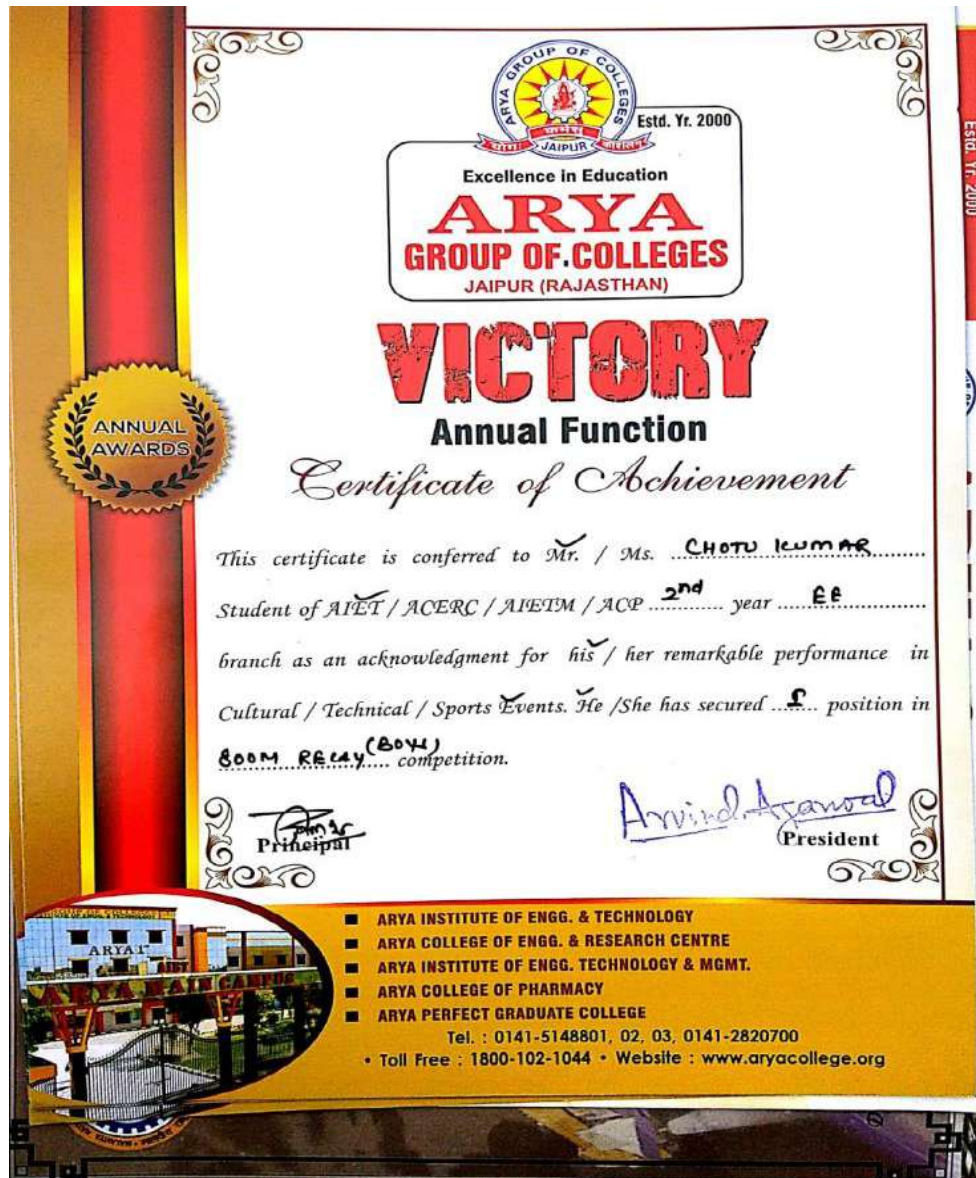 ARYA GROUP OF COLLEGES
JAIPUR
Estd. Yr. 2000
Excellence in Education
ARYA
GROUP OF COLLEGES
JAIPUR (RAJASTHAN)
VICTORY
Annual Function
ANNUAL
AWARDS
Certificate of Achievement
This certificate is conferred to Mr. / Ms. CHOTU KUMAR
Student of AIET / ACERC / AIETM / ACP 2nd year EE
branch as an acknowledgment for his / her remarkable performance in
Cultural / Technical / Sports Events. He /She has secured I position in
800M RELAY (BOYS) competition.
Principal
Arvind Agarwal
President
ARYA 1st
AIET
ARYA MAIN CAMPUS
■ ARYA INSTITUTE OF ENGG. & TECHNOLOGY
■ ARYA COLLEGE OF ENGG. & RESEARCH CENTRE
■ ARYA INSTITUTE OF ENGG. TECHNOLOGY & MGMT.
■ ARYA COLLEGE OF PHARMACY
■ ARYA PERFECT GRADUATE COLLEGE
Tel. : 0141-5148801, 02, 03, 0141-2820700
• Toll Free : 1800-102-1044 • Website : www.aryacollege.org
Estd. Yr. 2000